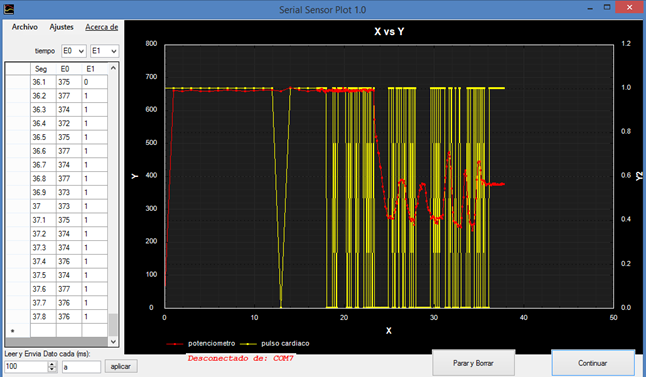 Serial Sensor Plot 1.0
Archivo Ajustes Acerca de
tiempo E0 E1
Seg E0 E1
36.1 375 0
36.2 377 1
36.3 374 1
36.4 372 1
36.5 375 1
36.6 377 1
36.7 374 1
36.8 377 1
36.9 373 1
37 373 1
37.1 375 1
37.2 374 1
37.3 374 1
37.4 376 1
37.5 374 1
37.6 377 1
37.7 376 1
37.8 376 1
*
Leer y Envia Dato cada (ms):
100 a aplicar
X vs Y
800
700
600
500
400
300
200
100
0
Y
1.2
1.0
0.8
0.6
0.4
0.2
0.0
Y2
0 10 20 30 40 50
X
potenciometro pulso cardiaco
Desconectado de: COM7
Parar y Borrar
Continuar